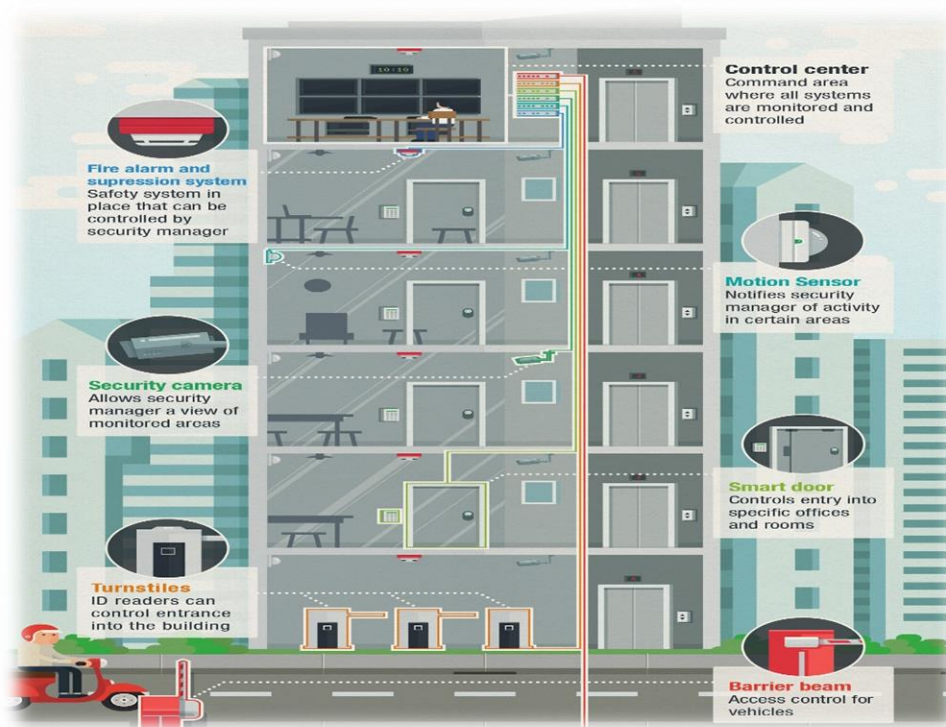 10:10
Control center
Command area
where all systems
are monitored and
controlled
Fire alarm and
supression system
Safety system in
place that can be
controlled by
security manager
Motion Sensor
Notifies security
manager of activity
in certain areas
Security camera
Allows security
manager a view of
monitored areas
Smart door
Controls entry into
specific offices
and rooms
Turnstiles
ID readers can
control entrance
into the building
Barrier beam
Access control for
vehicles